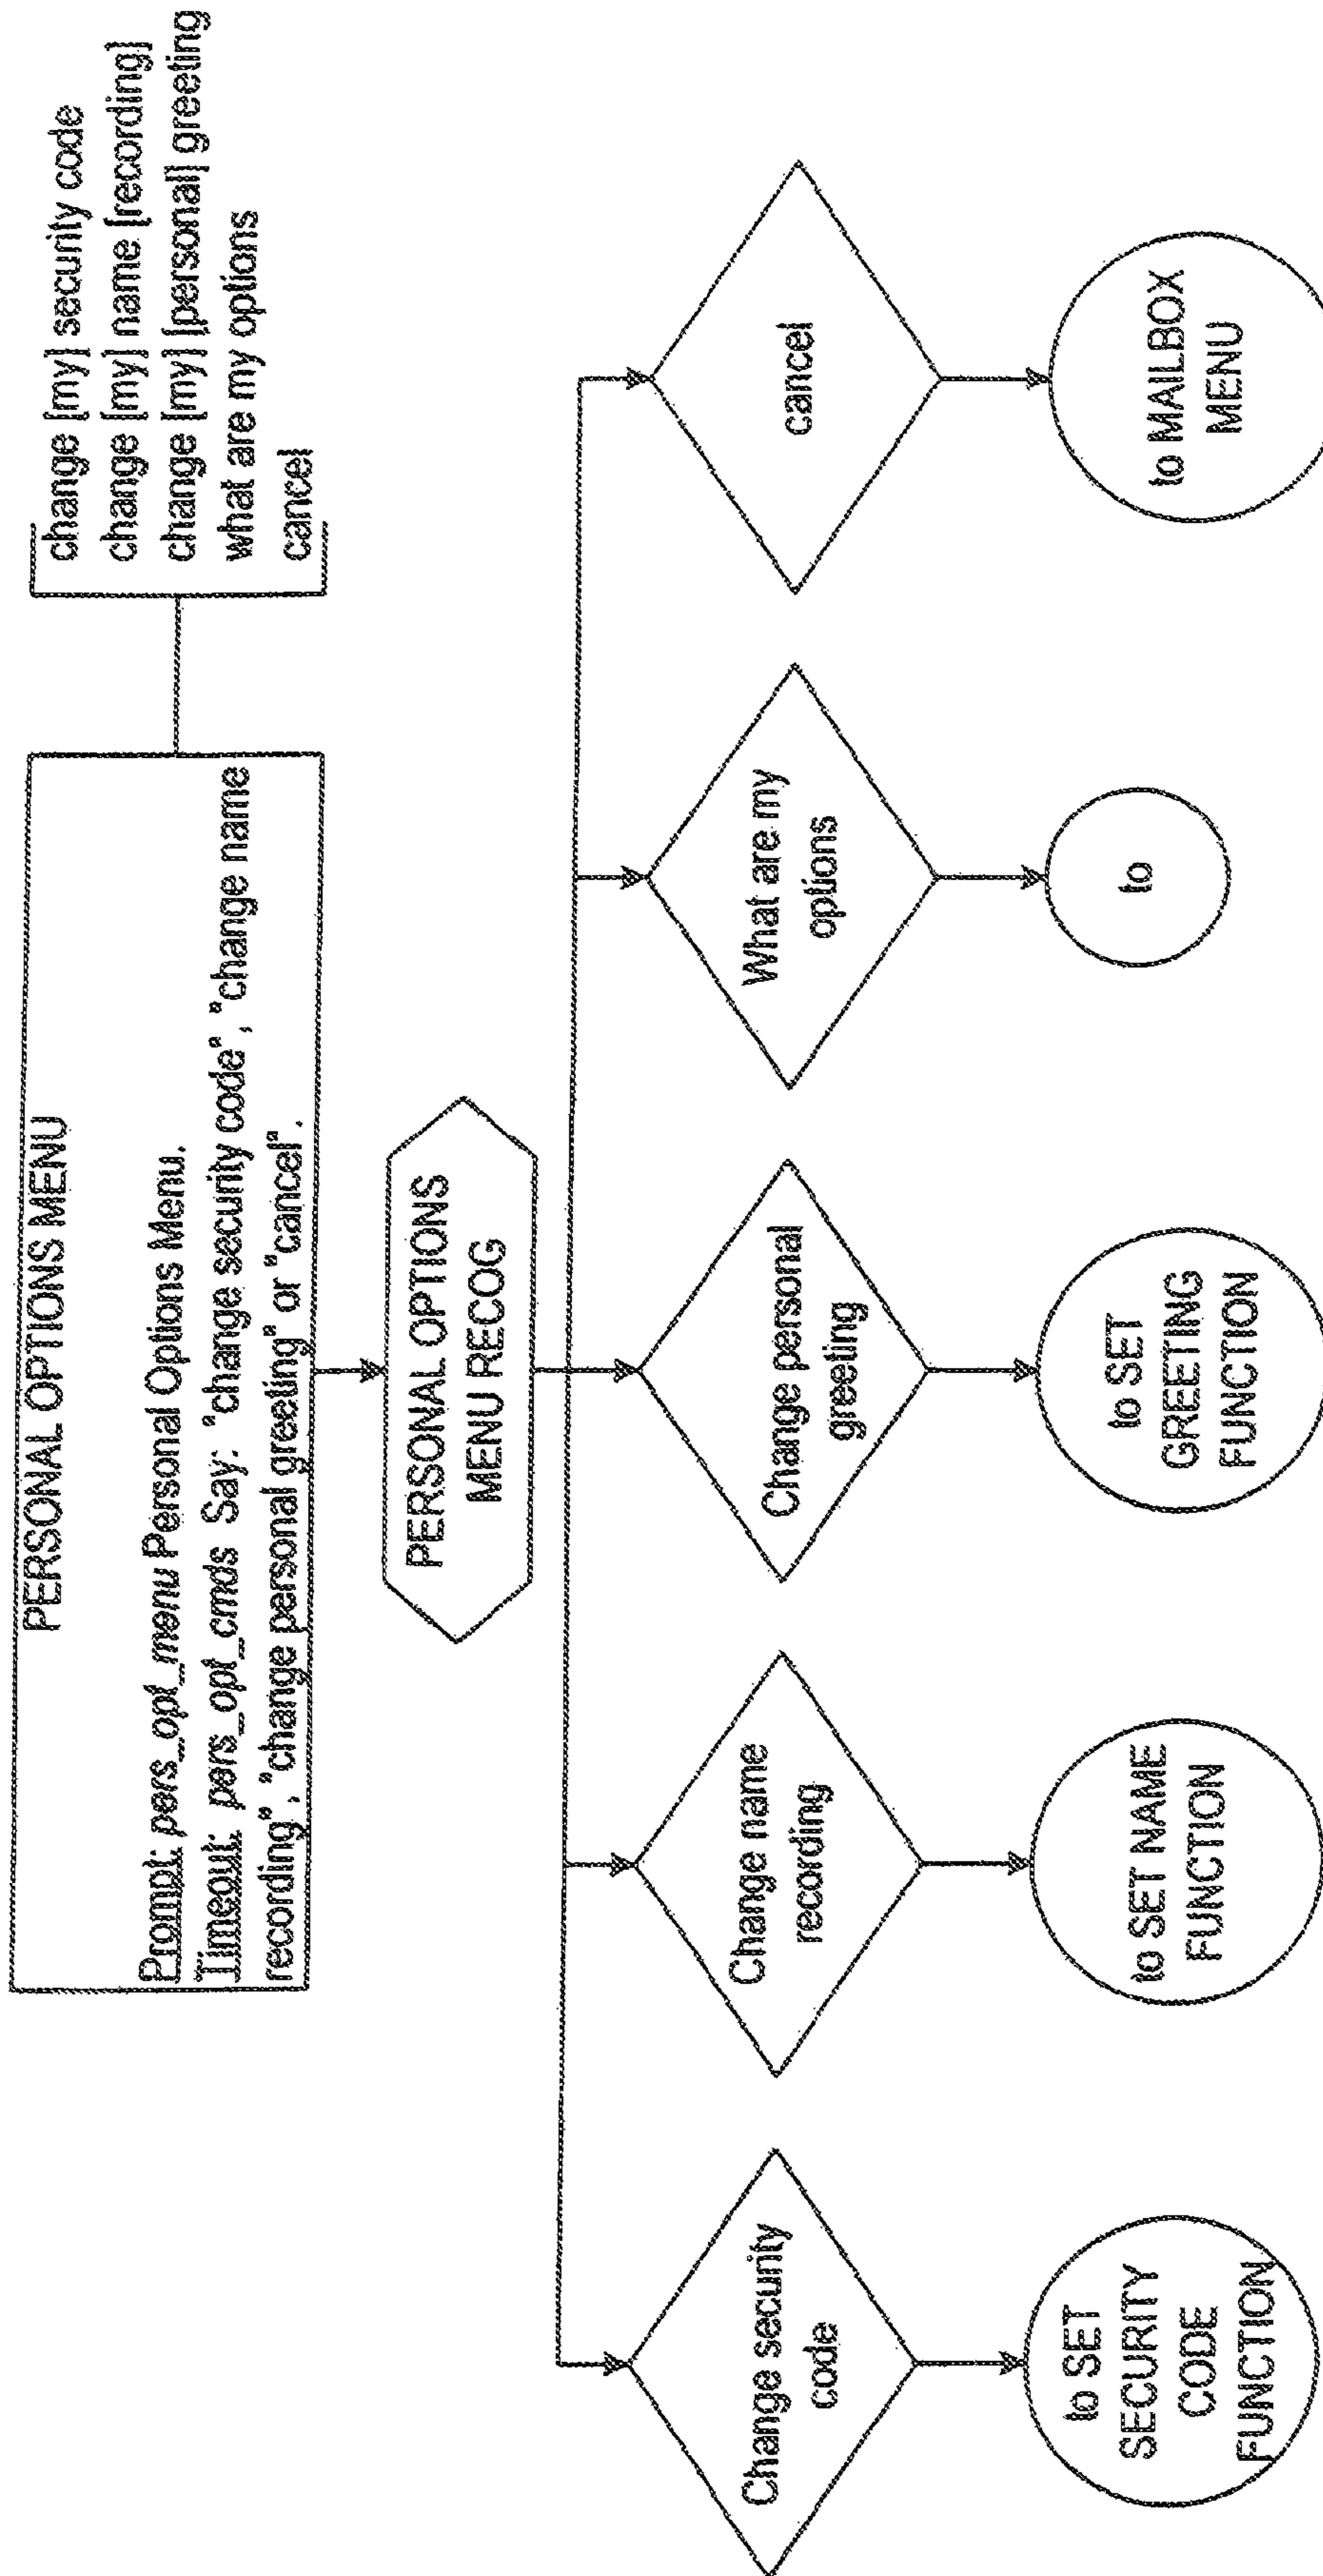 PERSONAL OPTIONS MENU
Prompt: pers_opt_menu Personal Options Menu.
Timeout: pers_opt_cmds Say: "change security code", "change name
recording", "change personal greeting" or "cancel".
change [my] security code
change [my] name [recording]
change [my] [personal] greeting
what are my options
cancel
PERSONAL OPTIONS
MENU RECOG
Change security
code
Change name
recording
Change personal
greeting
What are my
options
cancel
to SET
SECURITY
CODE
FUNCTION
to SET NAME
FUNCTION
to SET
GREETING
FUNCTION
to
to MAILBOX
MENU